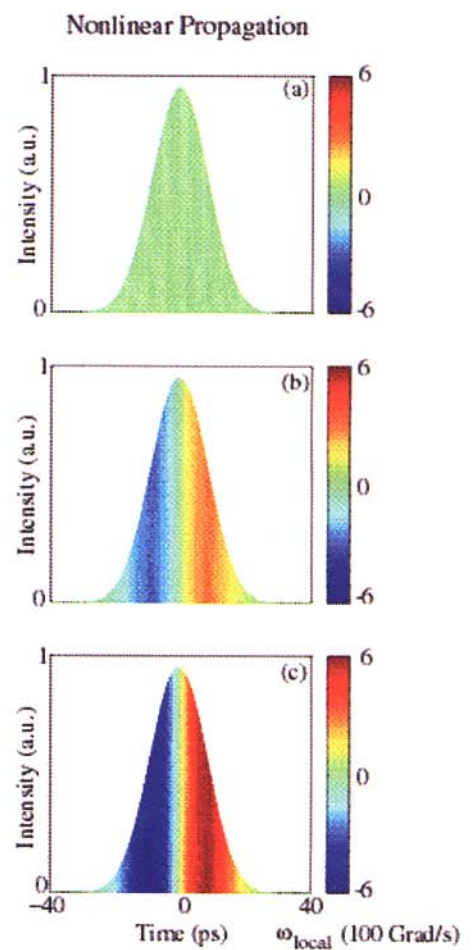 Nonlinear Propagation
1
(a)
6
Intensity (a.u.)
0
0
-6
1
(b)
6
Intensity (a.u.)
0
0
-6
1
(c)
6
Intensity (a.u.)
0
0
-6
-40
0
40
Time (ps)
ω_local (100 Grad/s)